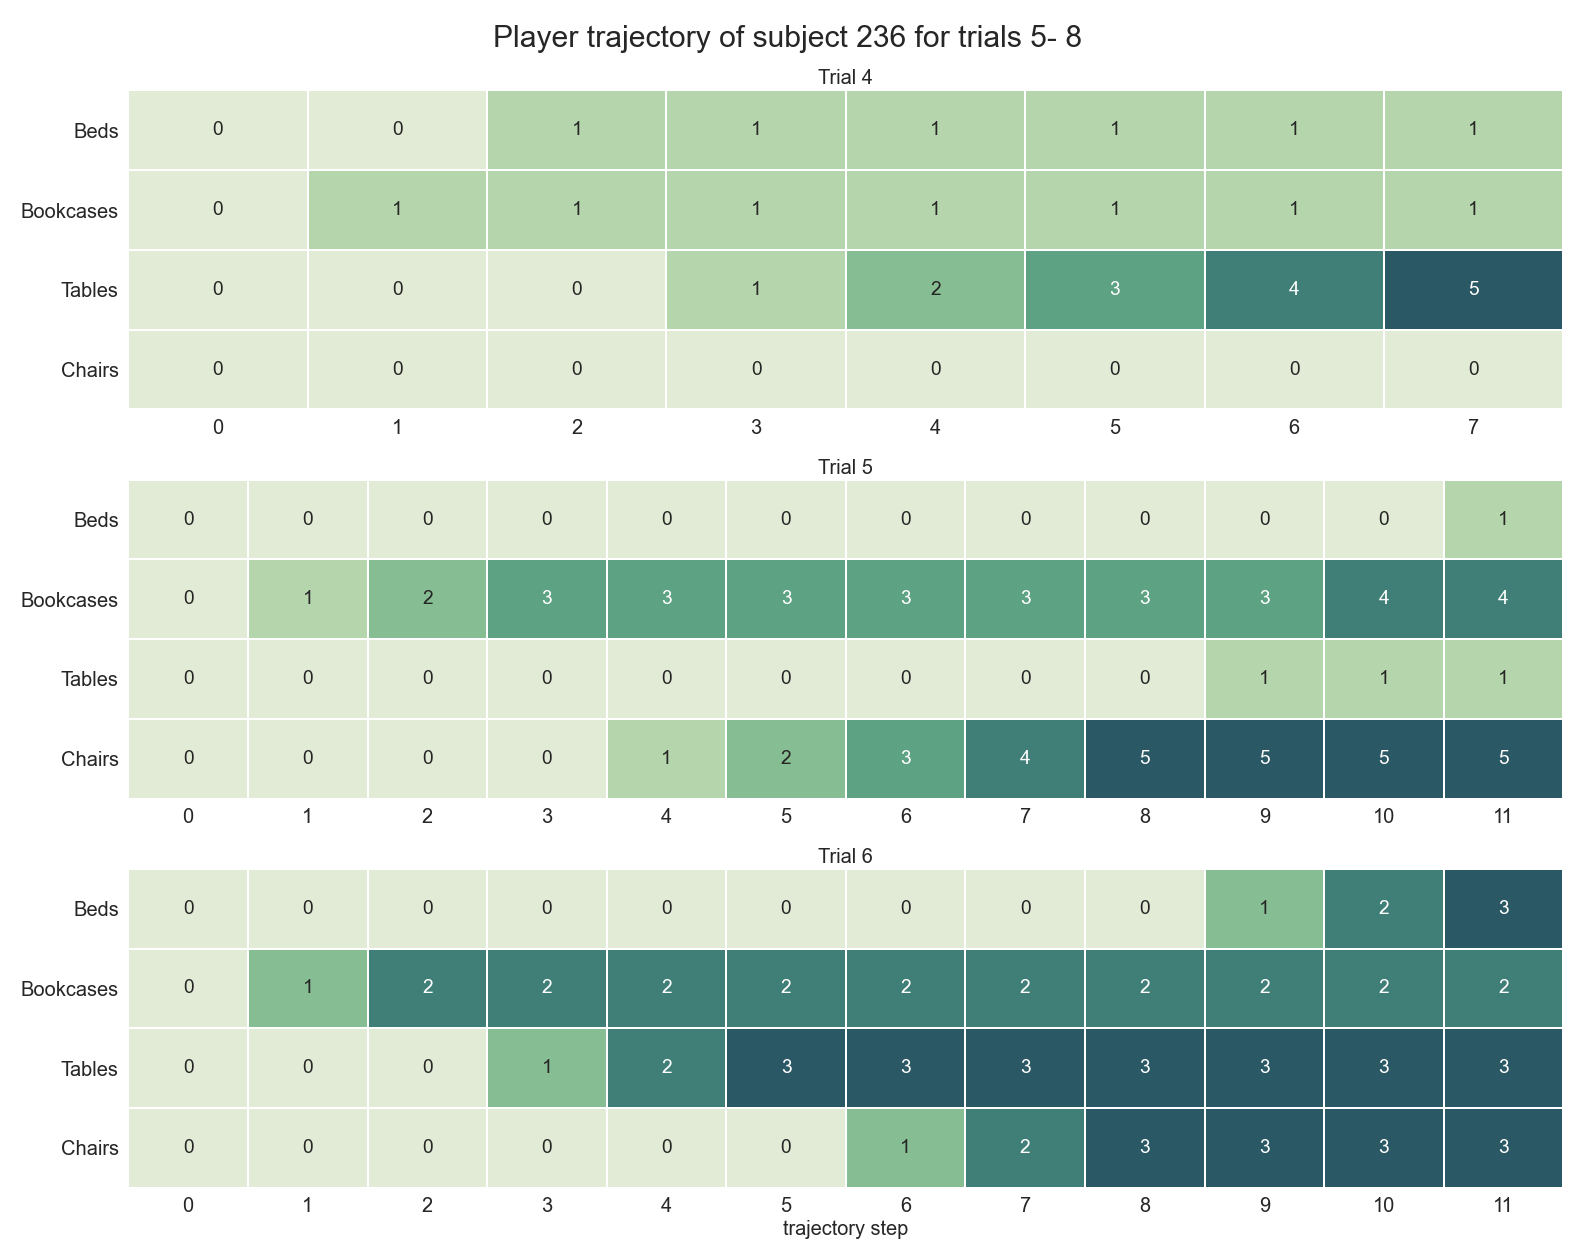 Player trajectory of subject 236 for trials 5- 8
Trial 4
Beds 0 0 1 1 1 1 1 1
Bookcases 0 1 1 1 1 1 1 1
Tables 0 0 0 1 2 3 4 5
Chairs 0 0 0 0 0 0 0 0
0 1 2 3 4 5 6 7
Trial 5
Beds 0 0 0 0 0 0 0 0 0 0 0 1
Bookcases 0 1 2 3 3 3 3 3 3 3 4 4
Tables 0 0 0 0 0 0 0 0 0 1 1 1
Chairs 0 0 0 0 1 2 3 4 5 5 5 5
0 1 2 3 4 5 6 7 8 9 10 11
Trial 6
Beds 0 0 0 0 0 0 0 0 0 1 2 3
Bookcases 0 1 2 2 2 2 2 2 2 2 2 2
Tables 0 0 0 1 2 3 3 3 3 3 3 3
Chairs 0 0 0 0 0 0 1 2 3 3 3 3
0 1 2 3 4 5 6 7 8 9 10 11
trajectory step